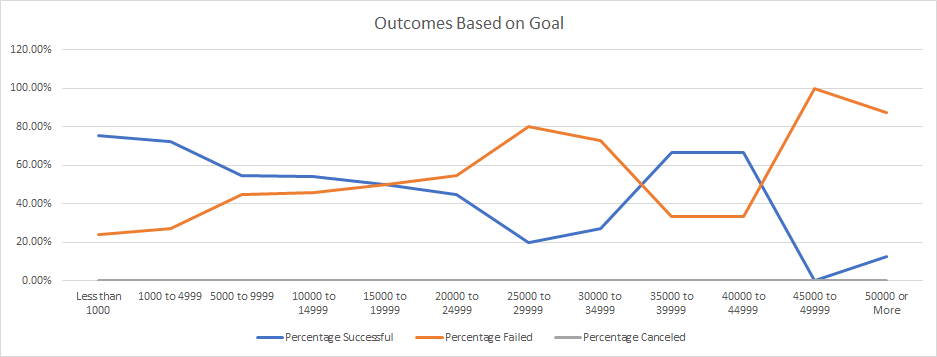 Outcomes Based on Goal
120.00%
100.00%
80.00%
60.00%
40.00%
20.00%
0.00%
Less than
1000
1000 to 4999
5000 to 9999
10000 to
14999
15000 to
19999
20000 to
24999
25000 to
29999
30000 to
34999
35000 to
39999
40000 to
44999
45000 to
49999
50000 or
More
Percentage Successful
Percentage Failed
Percentage Canceled